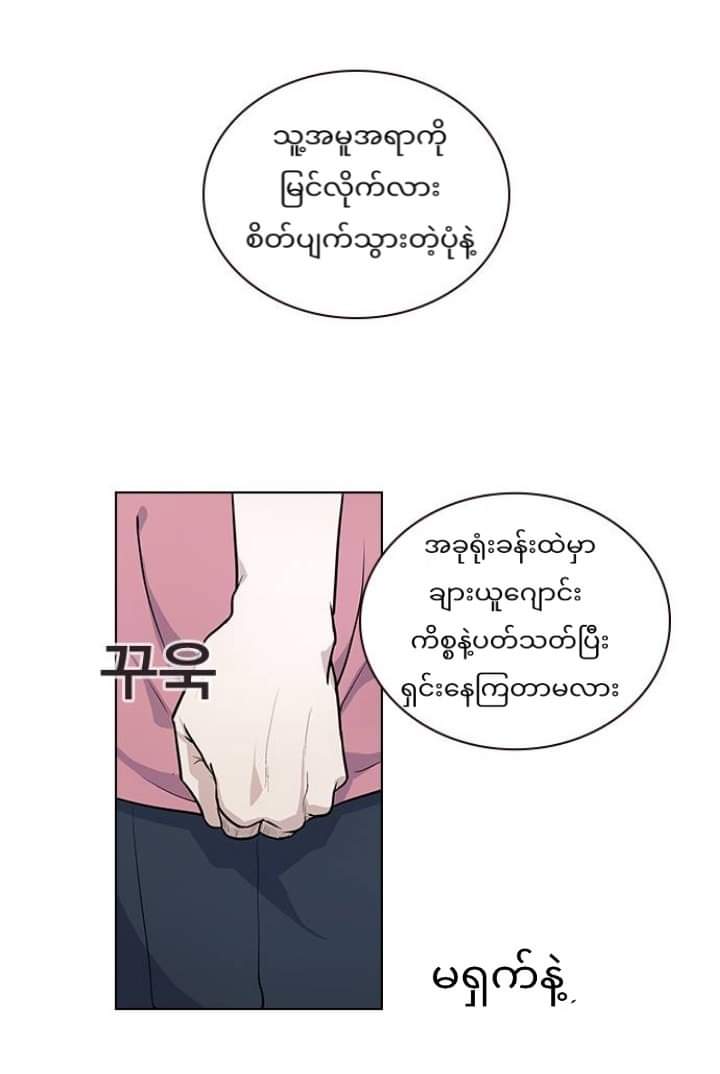 သူ့အမူအရာကို
မြင်လိုက်လား
စိတ်ပျက်သွားတဲ့ပုံနဲ့
အခုရုံးခန်းထဲမှာ
ချားယူဂျောင်း
ကိစ္စနဲ့ပတ်သတ်ပြီး
ရှင်းနေကြတာမလား
꾸욱
မရှက်နဲ့